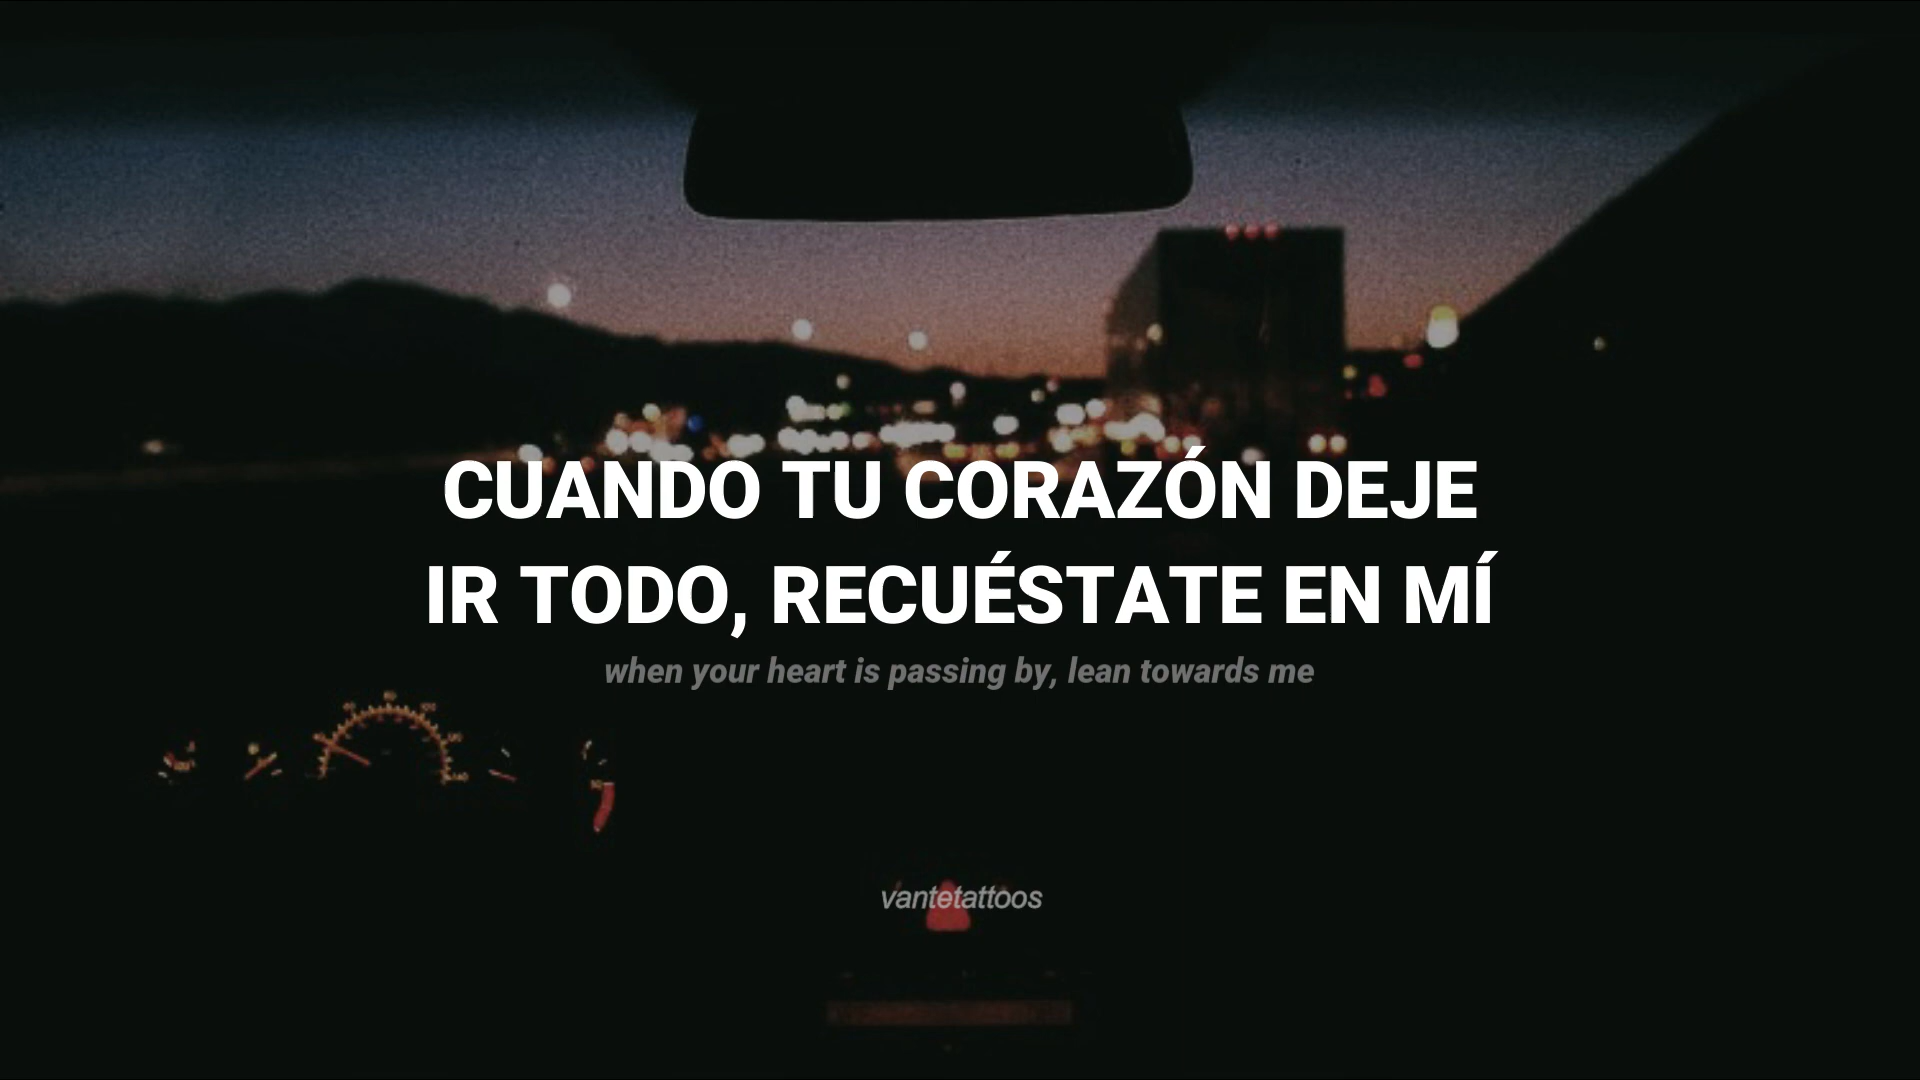 CUANDO TU CORAZÓN DEJE
IR TODO, RECUÉSTATE EN MÍ
when your heart is passing by, lean towards me
vantetattoos